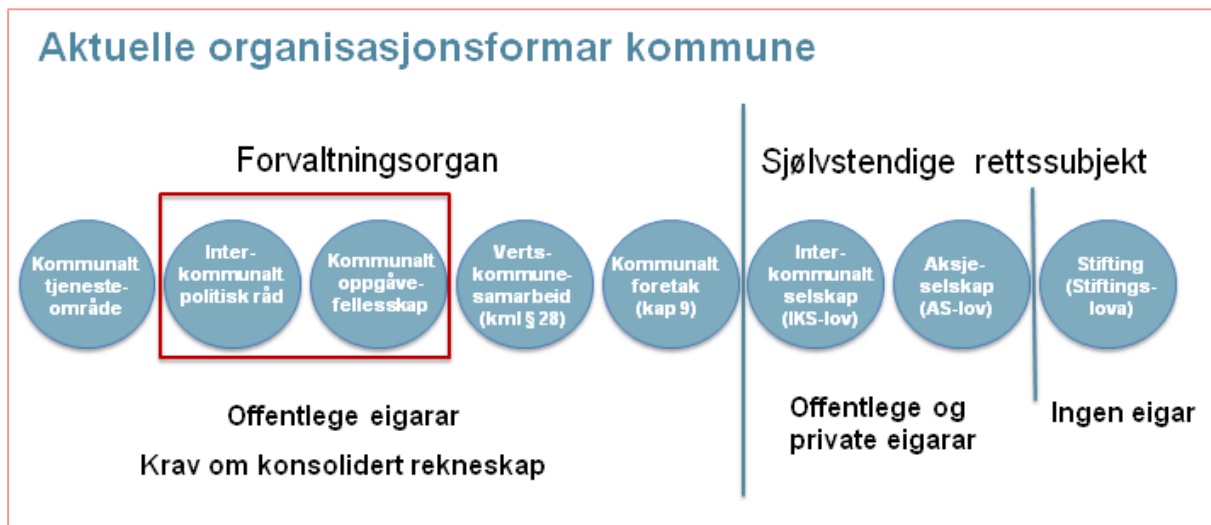 Aktuelle organisasjonsformar kommune
Forvaltningsorgan
Sjølvstendige rettssubjekt
Kommunalt
tjeneste-
område
Inter-
kommunalt
politisk råd
Kommunalt
oppgåve-
fellesskap
Verts-
kommune-
samarbeid
(kml § 28)
Kommunalt
foretak
(kap 9)
Inter-
kommunalt
selskap
(IKS-lov)
Aksje-
selskap
(AS-lov)
Stifting
(Stiftings-
lova)
Offentlege eigarar
Krav om konsolidert rekneskap
Offentlege og
private eigarar
Ingen eigar